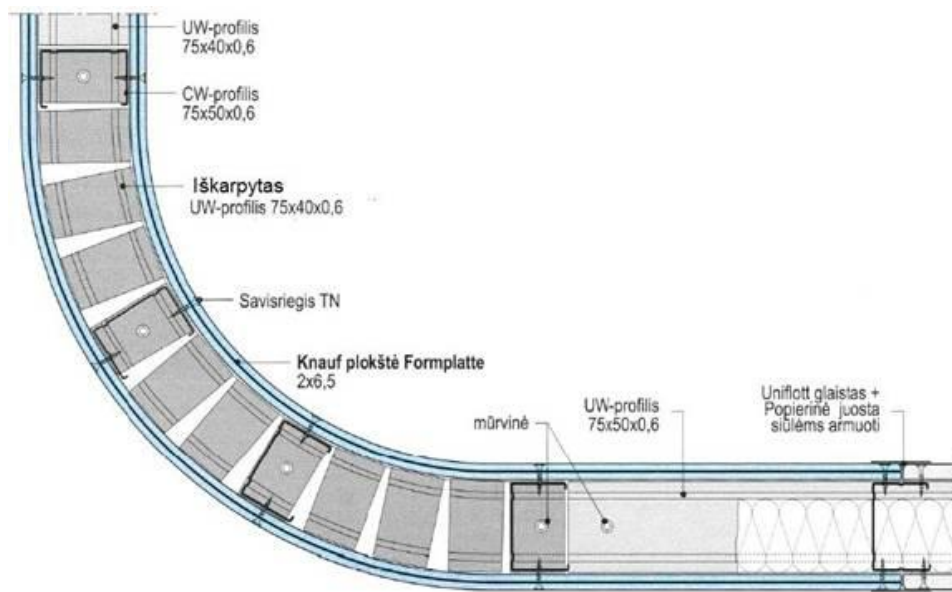 UW-profilis
75x40x0,6
CW-profilis
75x50x0,6
Iškarpytas
UW-profilis 75x40x0,6
Savisriegis TN
Knauf plokštė Formplatte
2x6,5
mūrvinė
UW-profilis
75x50x0,6
Uniflott glaistas +
Popierinė juosta
siūlėms armuoti